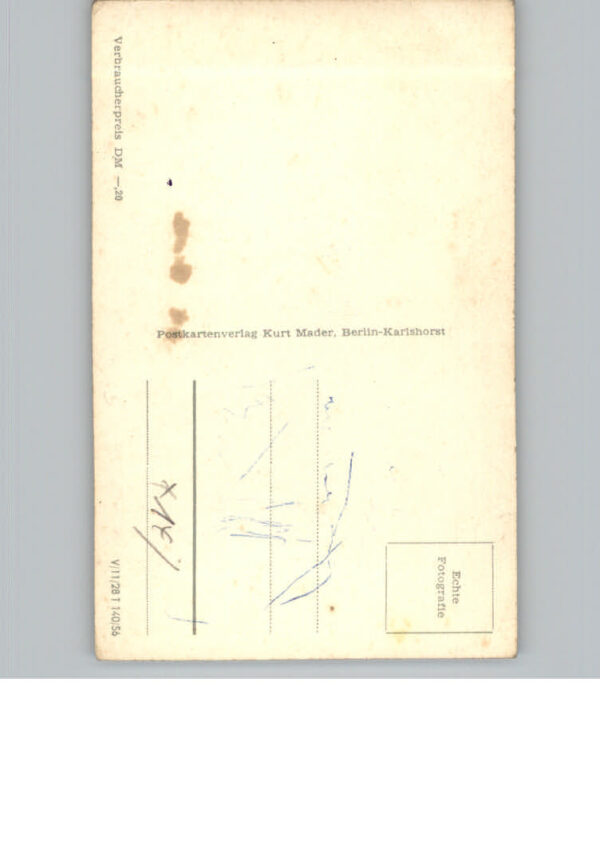 Verbraucherpreis DM —,20
Postkartenverlag Kurt Mader, Berlin-Karlshorst
Echte
Fotografie
V/11/28 T 140/56